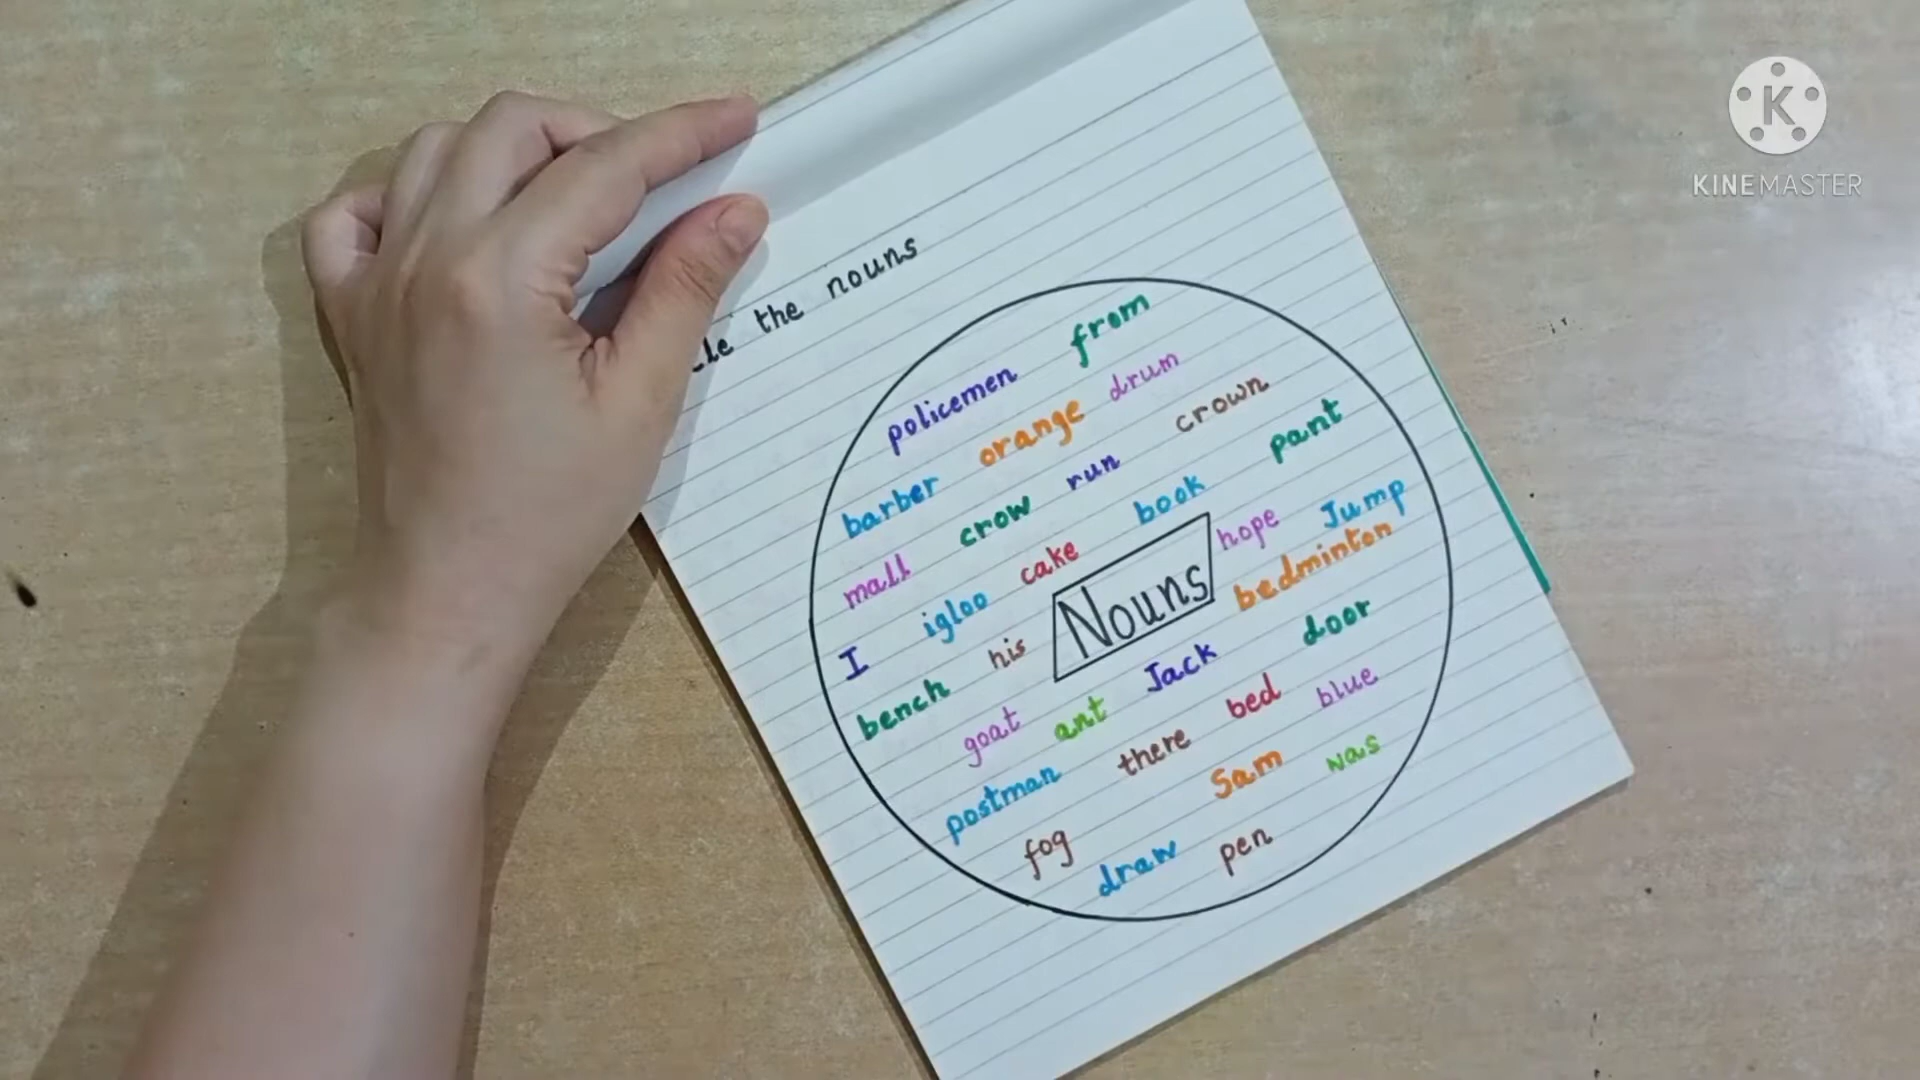 the nouns
policemen from
barber orange drum
mall crow run crown
I igloo cake book pant
bench his Nouns hope Jump
goat ant Jack bedminton
postman there bed door
fog Sam blue
draw pen was
K
KINEMASTER